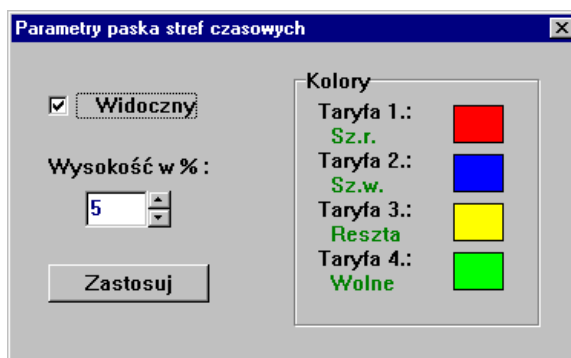 Parametry paska stref czasowych
Widoczny
Wysokość w % :
5
Zastosuj
Kolory
Taryfa 1.:
Sz.r.
Taryfa 2.:
Sz.w.
Taryfa 3.:
Reszta
Taryfa 4.:
Wolne